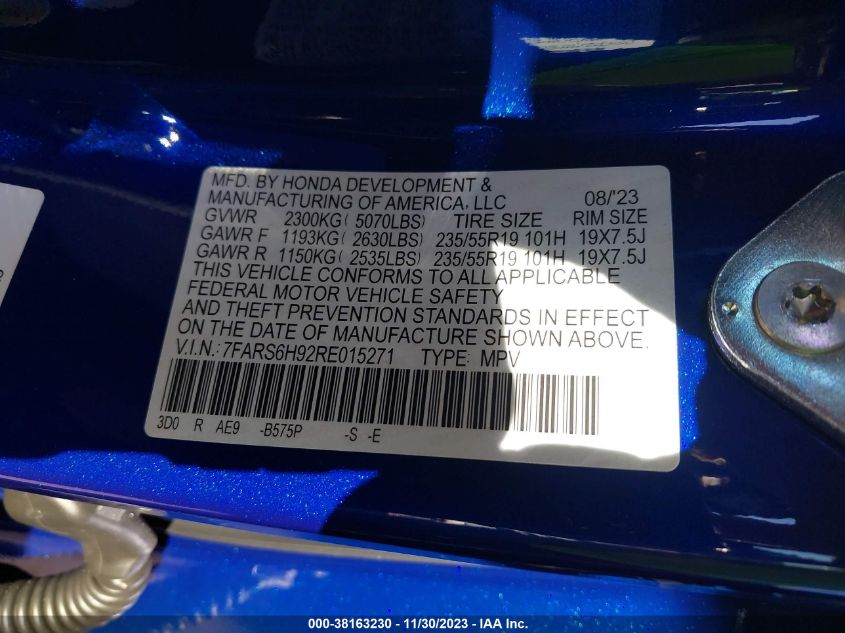 MFD. BY HONDA DEVELOPMENT &
MANUFACTURING OF AMERICA, LLC 08/'23
GVWR 2300KG( 5070LBS) TIRE SIZE RIM SIZE
GAWR F 1193KG( 2630LBS) 235/55R19 101H 19X7.5J
GAWR R 1150KG( 2535LBS) 235/55R19 101H 19X7.5J
THIS VEHICLE CONFORMS TO ALL APPLICABLE
FEDERAL MOTOR VEHICLE SAFETY
AND THEFT PREVENTION STANDARDS IN EFFECT
ON THE DATE OF MANUFACTURE SHOWN ABOVE.
V.I.N.: 7FARS6H92RE015271 TYPE: MPV
3D0 R AE9 -B575P -S -E
000-38163230 - 11/30/2023 - IAA Inc.